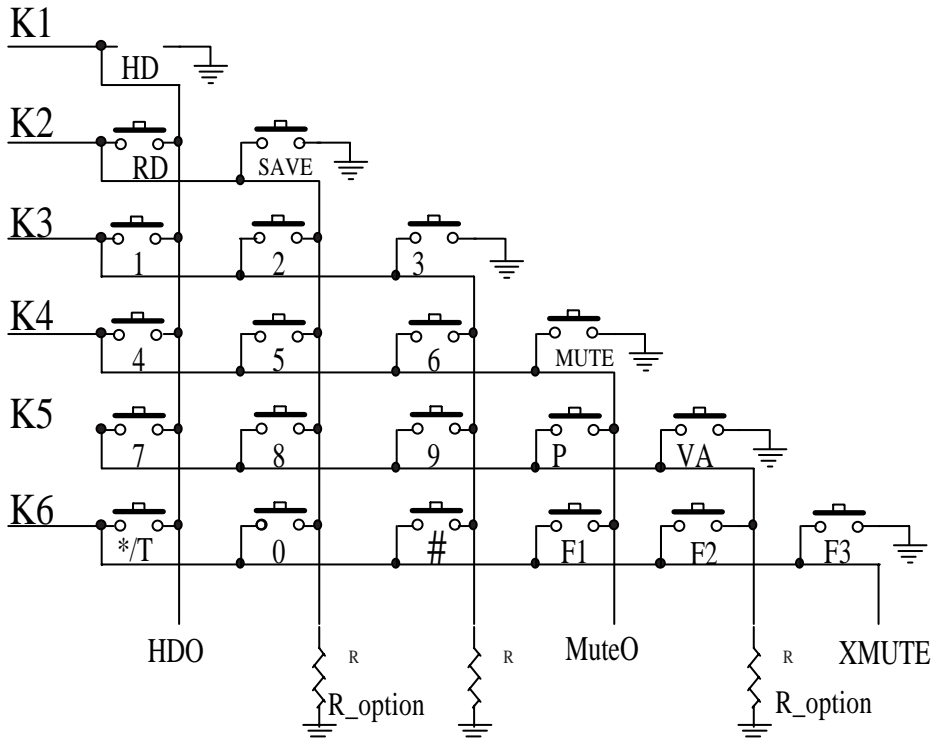 K1
HD
K2
RD SAVE
K3
1 2 3
K4
4 5 6 MUTE
K5
7 8 9 P VA
K6
*/T 0 # F1 F2 F3
HDO R R MuteO R XMUTE
R_option R_option